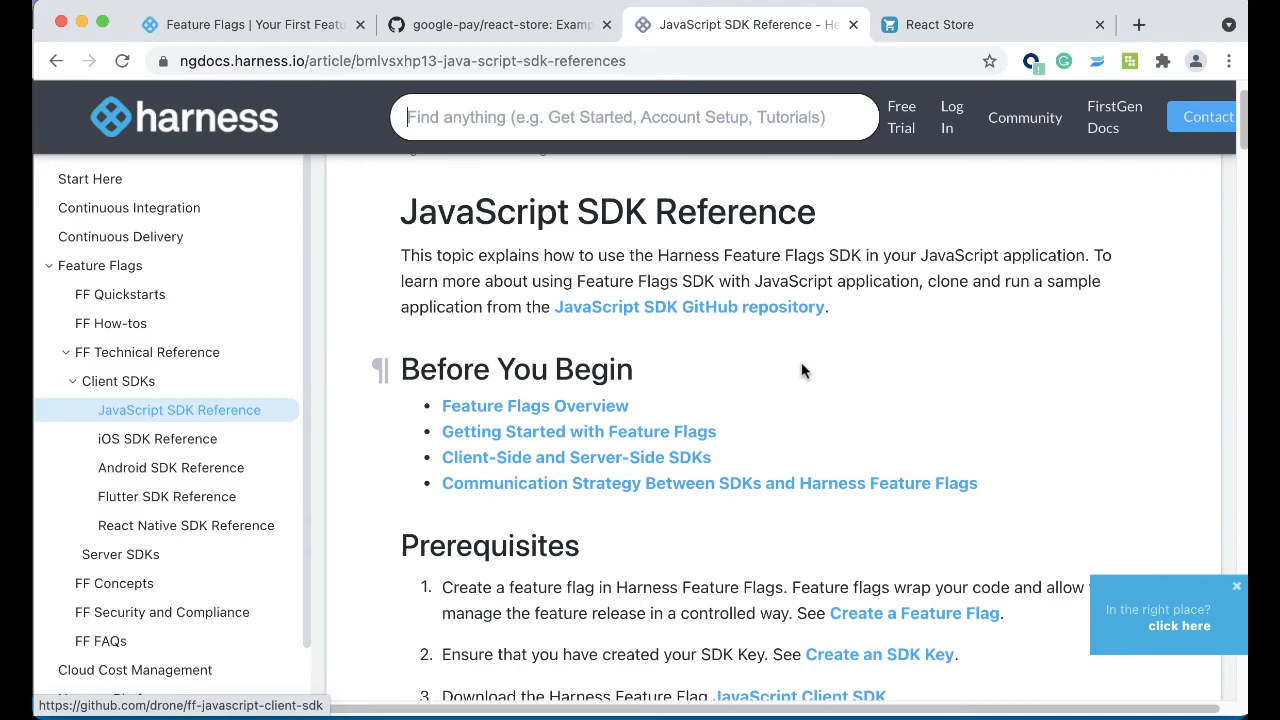 Feature Flags | Your First Featu
google-pay/react-store: Examp
JavaScript SDK Reference - He
React Store
ngdocs.harness.io/article/bmlvsxhp13-java-script-sdk-references
harness
Find anything (e.g. Get Started, Account Setup, Tutorials)
Free Trial
Log In
Community
FirstGen Docs
Contact
Start Here
Continuous Integration
Continuous Delivery
Feature Flags
FF Quickstarts
FF How-tos
FF Technical Reference
Client SDKs
JavaScript SDK Reference
iOS SDK Reference
Android SDK Reference
Flutter SDK Reference
React Native SDK Reference
Server SDKs
FF Concepts
FF Security and Compliance
FF FAQs
Cloud Cost Management
https://github.com/drone/ff-javascript-client-sdk
JavaScript SDK Reference
This topic explains how to use the Harness Feature Flags SDK in your JavaScript application. To
learn more about using Feature Flags SDK with JavaScript application, clone and run a sample
application from the JavaScript SDK GitHub repository.
¶ Before You Begin
• Feature Flags Overview
• Getting Started with Feature Flags
• Client-Side and Server-Side SDKs
• Communication Strategy Between SDKs and Harness Feature Flags
Prerequisites
1. Create a feature flag in Harness Feature Flags. Feature flags wrap your code and allow
manage the feature release in a controlled way. See Create a Feature Flag.
2. Ensure that you have created your SDK Key. See Create an SDK Key.
3 Download the Harness Feature Flag JavaScript Client SDK
In the right place?
click here